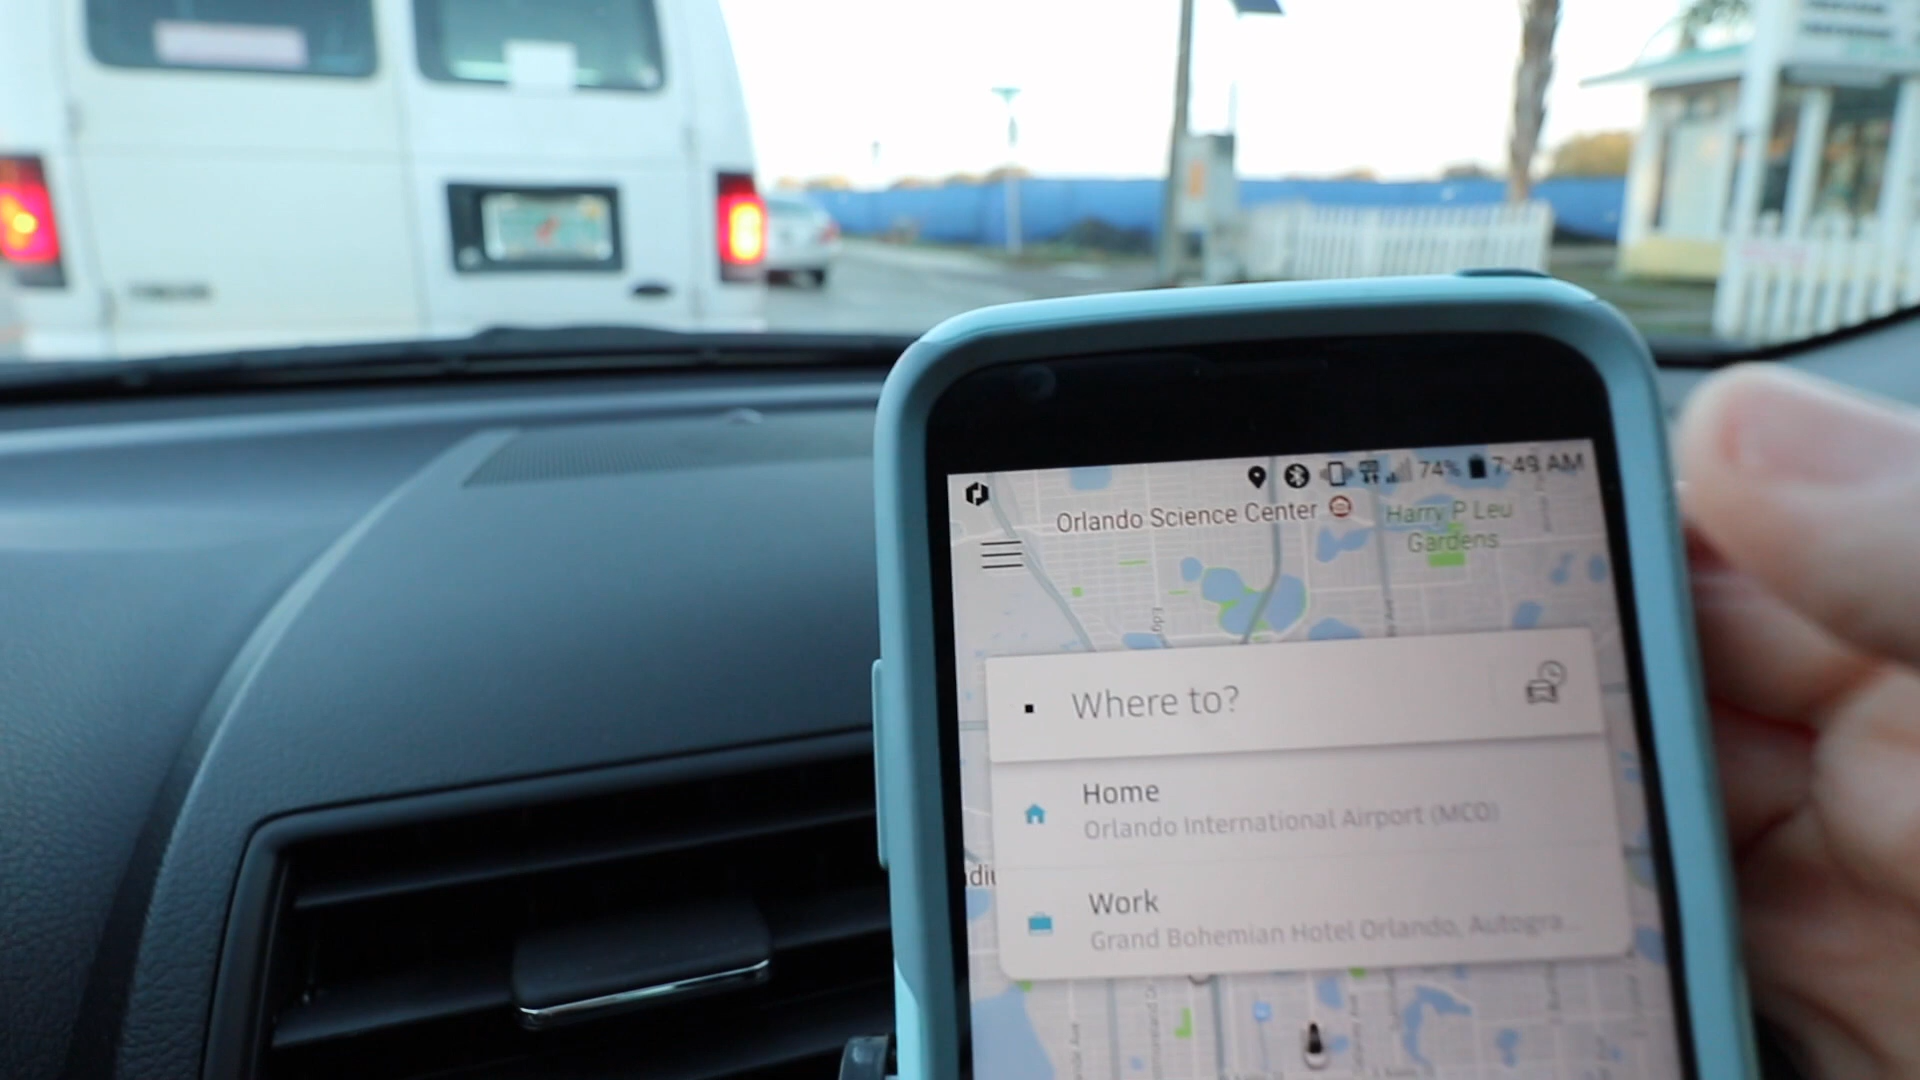 74% 7:49 AM
Orlando Science Center
Harry P Leu
Gardens
Where to?
Home
Orlando International Airport (MCO)
Work
Grand Bohemian Hotel Orlando, Autogra...